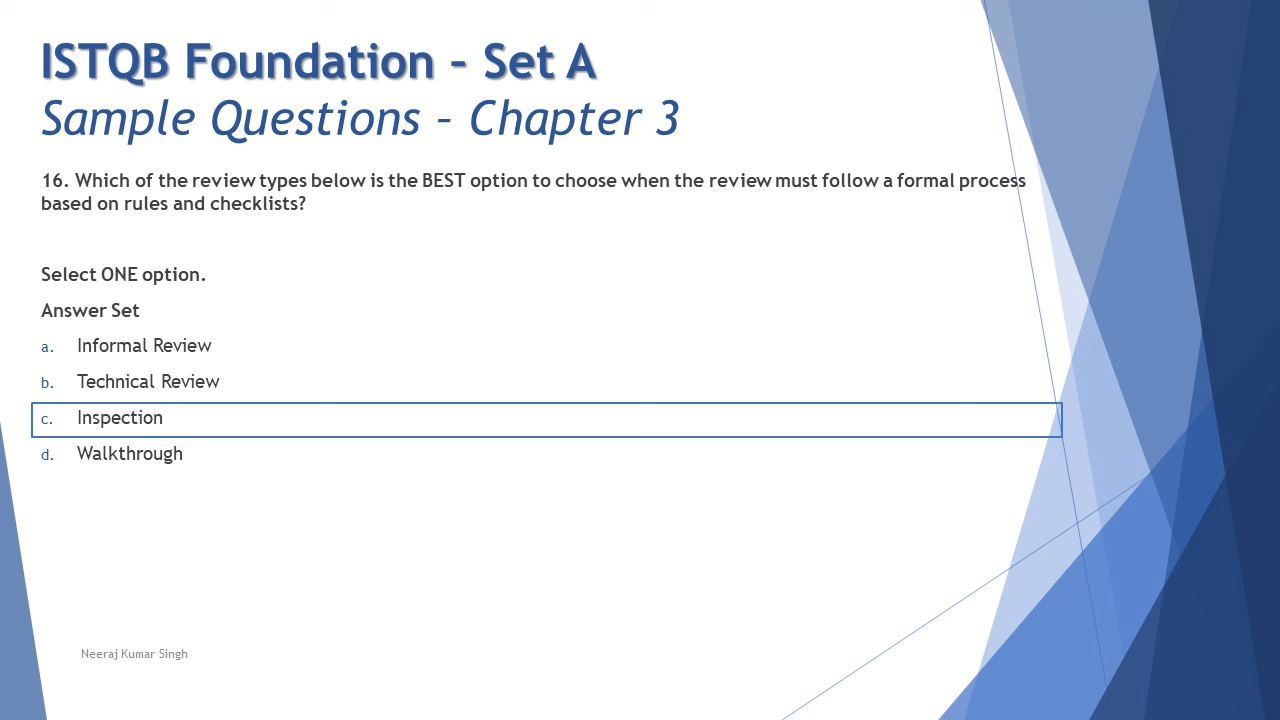 ISTQB Foundation – Set A
Sample Questions – Chapter 3
16. Which of the review types below is the BEST option to choose when the review must follow a formal process
based on rules and checklists?
Select ONE option.
Answer Set
a. Informal Review
b. Technical Review
c. Inspection
d. Walkthrough
Neeraj Kumar Singh